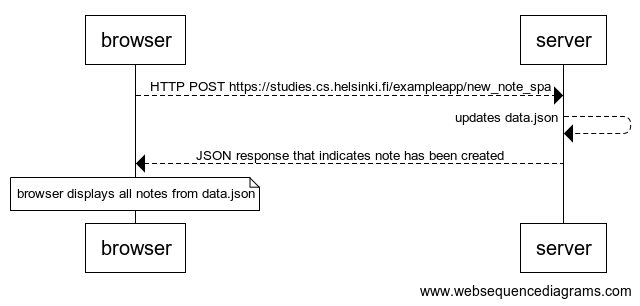 browser
server
HTTP POST https://studies.cs.helsinki.fi/exampleapp/new_note_spa
updates data.json
JSON response that indicates note has been created
browser displays all notes from data.json
browser
server
www.websequencediagrams.com